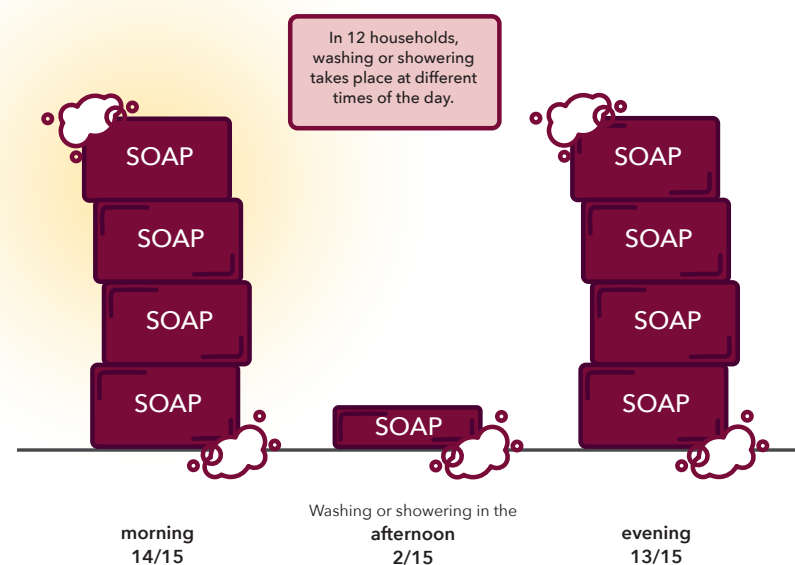 In 12 households,
washing or showering
takes place at different
times of the day.
SOAP
SOAP
SOAP
SOAP
SOAP
SOAP
SOAP
SOAP
SOAP
Washing or showering in the
morning
14/15
afternoon
2/15
evening
13/15